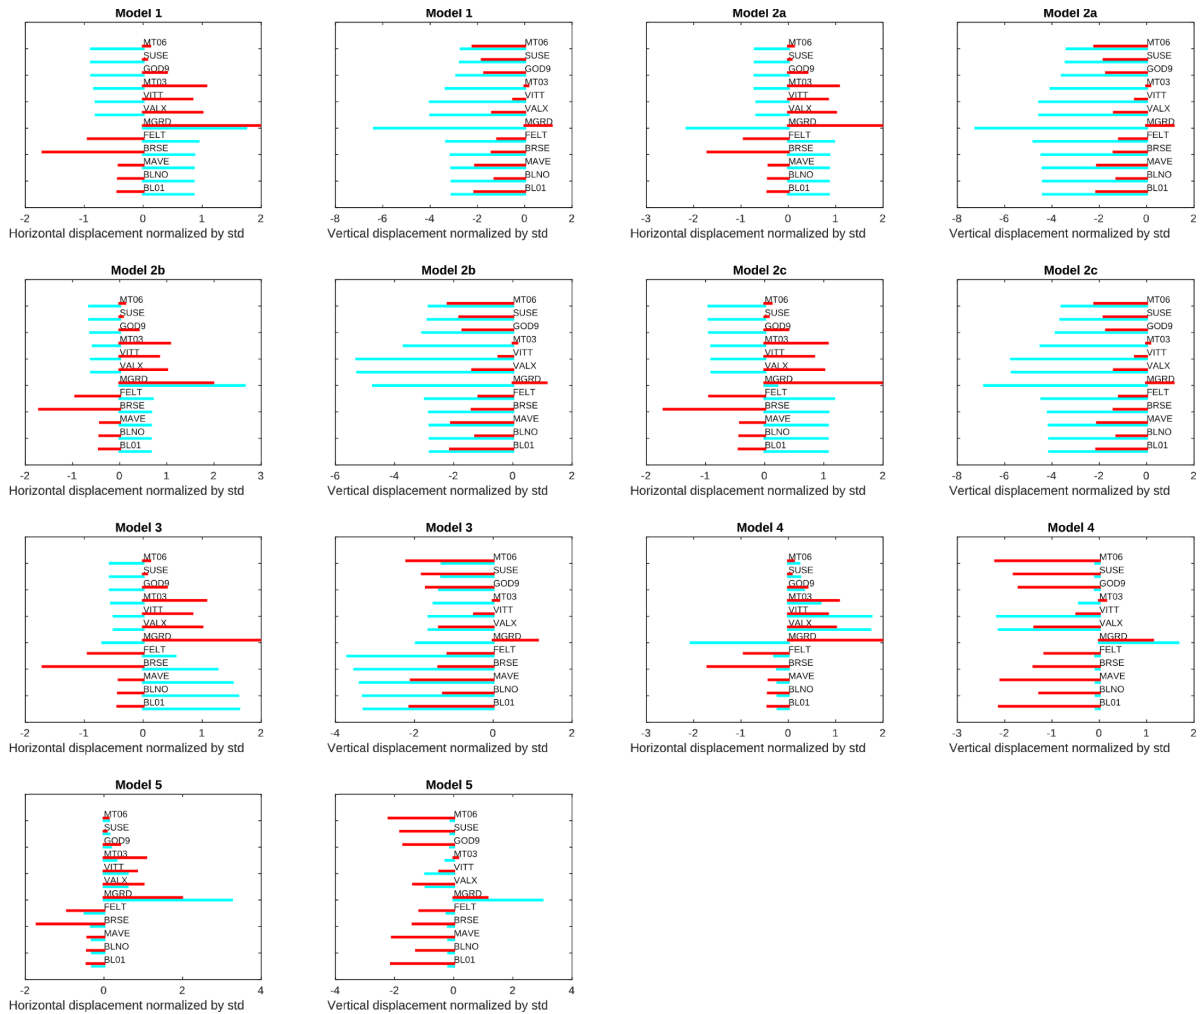 Model 1
MT06
SUSE
GOD9
MT03
VITT
VALX
MGRD
FELT
BRSE
MAVE
BLNO
BL01
-2 -1 0 1 2
Horizontal displacement normalized by std
Model 1
MT06
SUSE
GOD9
MT03
VITT
VALX
MGRD
FELT
BRSE
MAVE
BLNO
BL01
-8 -6 -4 -2 0 2
Vertical displacement normalized by std
Model 2a
MT06
SUSE
GOD9
MT03
VITT
VALX
MGRD
FELT
BRSE
MAVE
BLNO
BL01
-3 -2 -1 0 1 2
Horizontal displacement normalized by std
Model 2a
MT06
SUSE
GOD9
MT03
VITT
VALX
MGRD
FELT
BRSE
MAVE
BLNO
BL01
-8 -6 -4 -2 0 2
Vertical displacement normalized by std
Model 2b
MT06
SUSE
GOD9
MT03
VITT
VALX
MGRD
FELT
BRSE
MAVE
BLNO
BL01
-2 -1 0 1 2 3
Horizontal displacement normalized by std
Model 2b
MT06
SUSE
GOD9
MT03
VITT
VALX
MGRD
FELT
BRSE
MAVE
BLNO
BL01
-6 -5 -4 -3 -2 -1 0 1 2
Vertical displacement normalized by std
Model 2c
MT06
SUSE
GOD9
MT03
VITT
VALX
MGRD
FELT
BRSE
MAVE
BLNO
BL01
-2 -1 0 1 2
Horizontal displacement normalized by std
Model 2c
MT06
SUSE
GOD9
MT03
VITT
VALX
MGRD
FELT
BRSE
MAVE
BLNO
BL01
-8 -6 -4 -2 0 2
Vertical displacement normalized by std
Model 3
MT06
SUSE
GOD9
MT03
VITT
VALX
MGRD
FELT
BRSE
MAVE
BLNO
BL01
-2 -1 0 1 2
Horizontal displacement normalized by std
Model 3
MT06
SUSE
GOD9
MT03
VITT
VALX
MGRD
FELT
BRSE
MAVE
BLNO
BL01
-4 -2 0 2
Vertical displacement normalized by std
Model 4
MT06
SUSE
GOD9
MT03
VITT
VALX
MGRD
FELT
BRSE
MAVE
BLNO
BL01
-3 -2 -1 0 1 2
Horizontal displacement normalized by std
Model 4
MT06
SUSE
GOD9
MT03
VITT
VALX
MGRD
FELT
BRSE
MAVE
BLNO
BL01
-3 -2 -1 0 1 2
Vertical displacement normalized by std
Model 5
MT06
SUSE
GOD9
MT03
VITT
VALX
MGRD
FELT
BRSE
MAVE
BLNO
BL01
-2 0 2 4
Horizontal displacement normalized by std
Model 5
MT06
SUSE
GOD9
MT03
VITT
VALX
MGRD
FELT
BRSE
MAVE
BLNO
BL01
-4 -2 0 2 4
Vertical displacement normalized by std